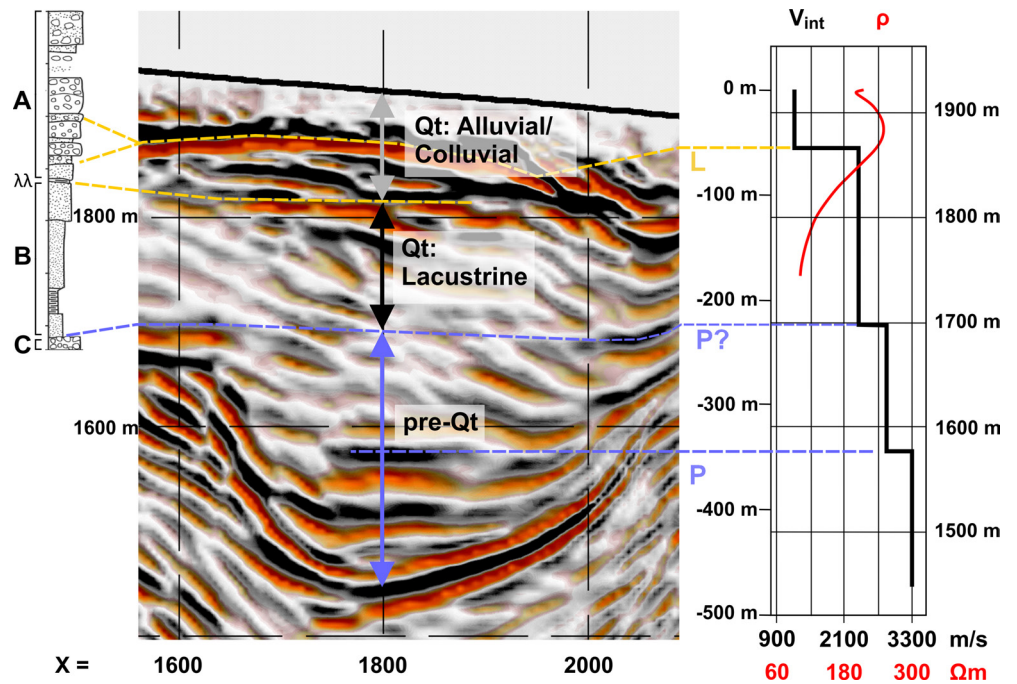 A
λλ
B
C
1800 m
1600 m
Qt: Alluvial/
Colluvial
Qt:
Lacustrine
pre-Qt
L
P?
P
X =
1600
1800
2000
Vint
ρ
0 m
-100 m
-200 m
-300 m
-400 m
-500 m
1900 m
1800 m
1700 m
1600 m
1500 m
900 2100 3300 m/s
60 180 300 Ωm